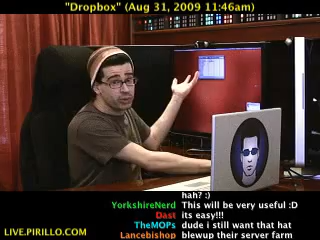 "Dropbox" (Aug 31, 2009 11:46am)
hah? :)
YorkshireNerd This will be very useful :D
Dast its easy!!!
TheMOPs dude i still want that hat
LIVE.PIRILLO.COM Lancebishop blewup their server farm